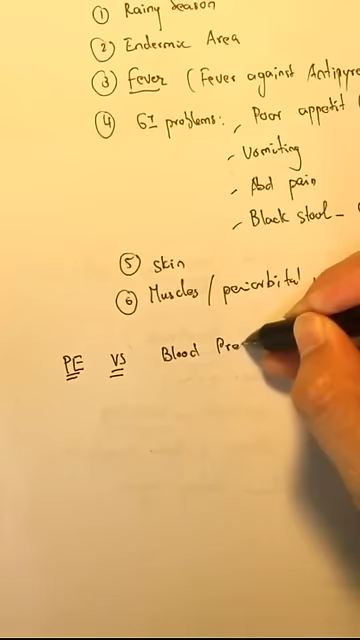 ① Rainy season
② Endermic Area
③ Fever (Fever against Antipyre
④ GI problems: , Poor appetit
- Vomiting
- Abd pain
- Black stool -
⑤ Skin
⑥ Muscles / periorbital
PE VS Blood Pre